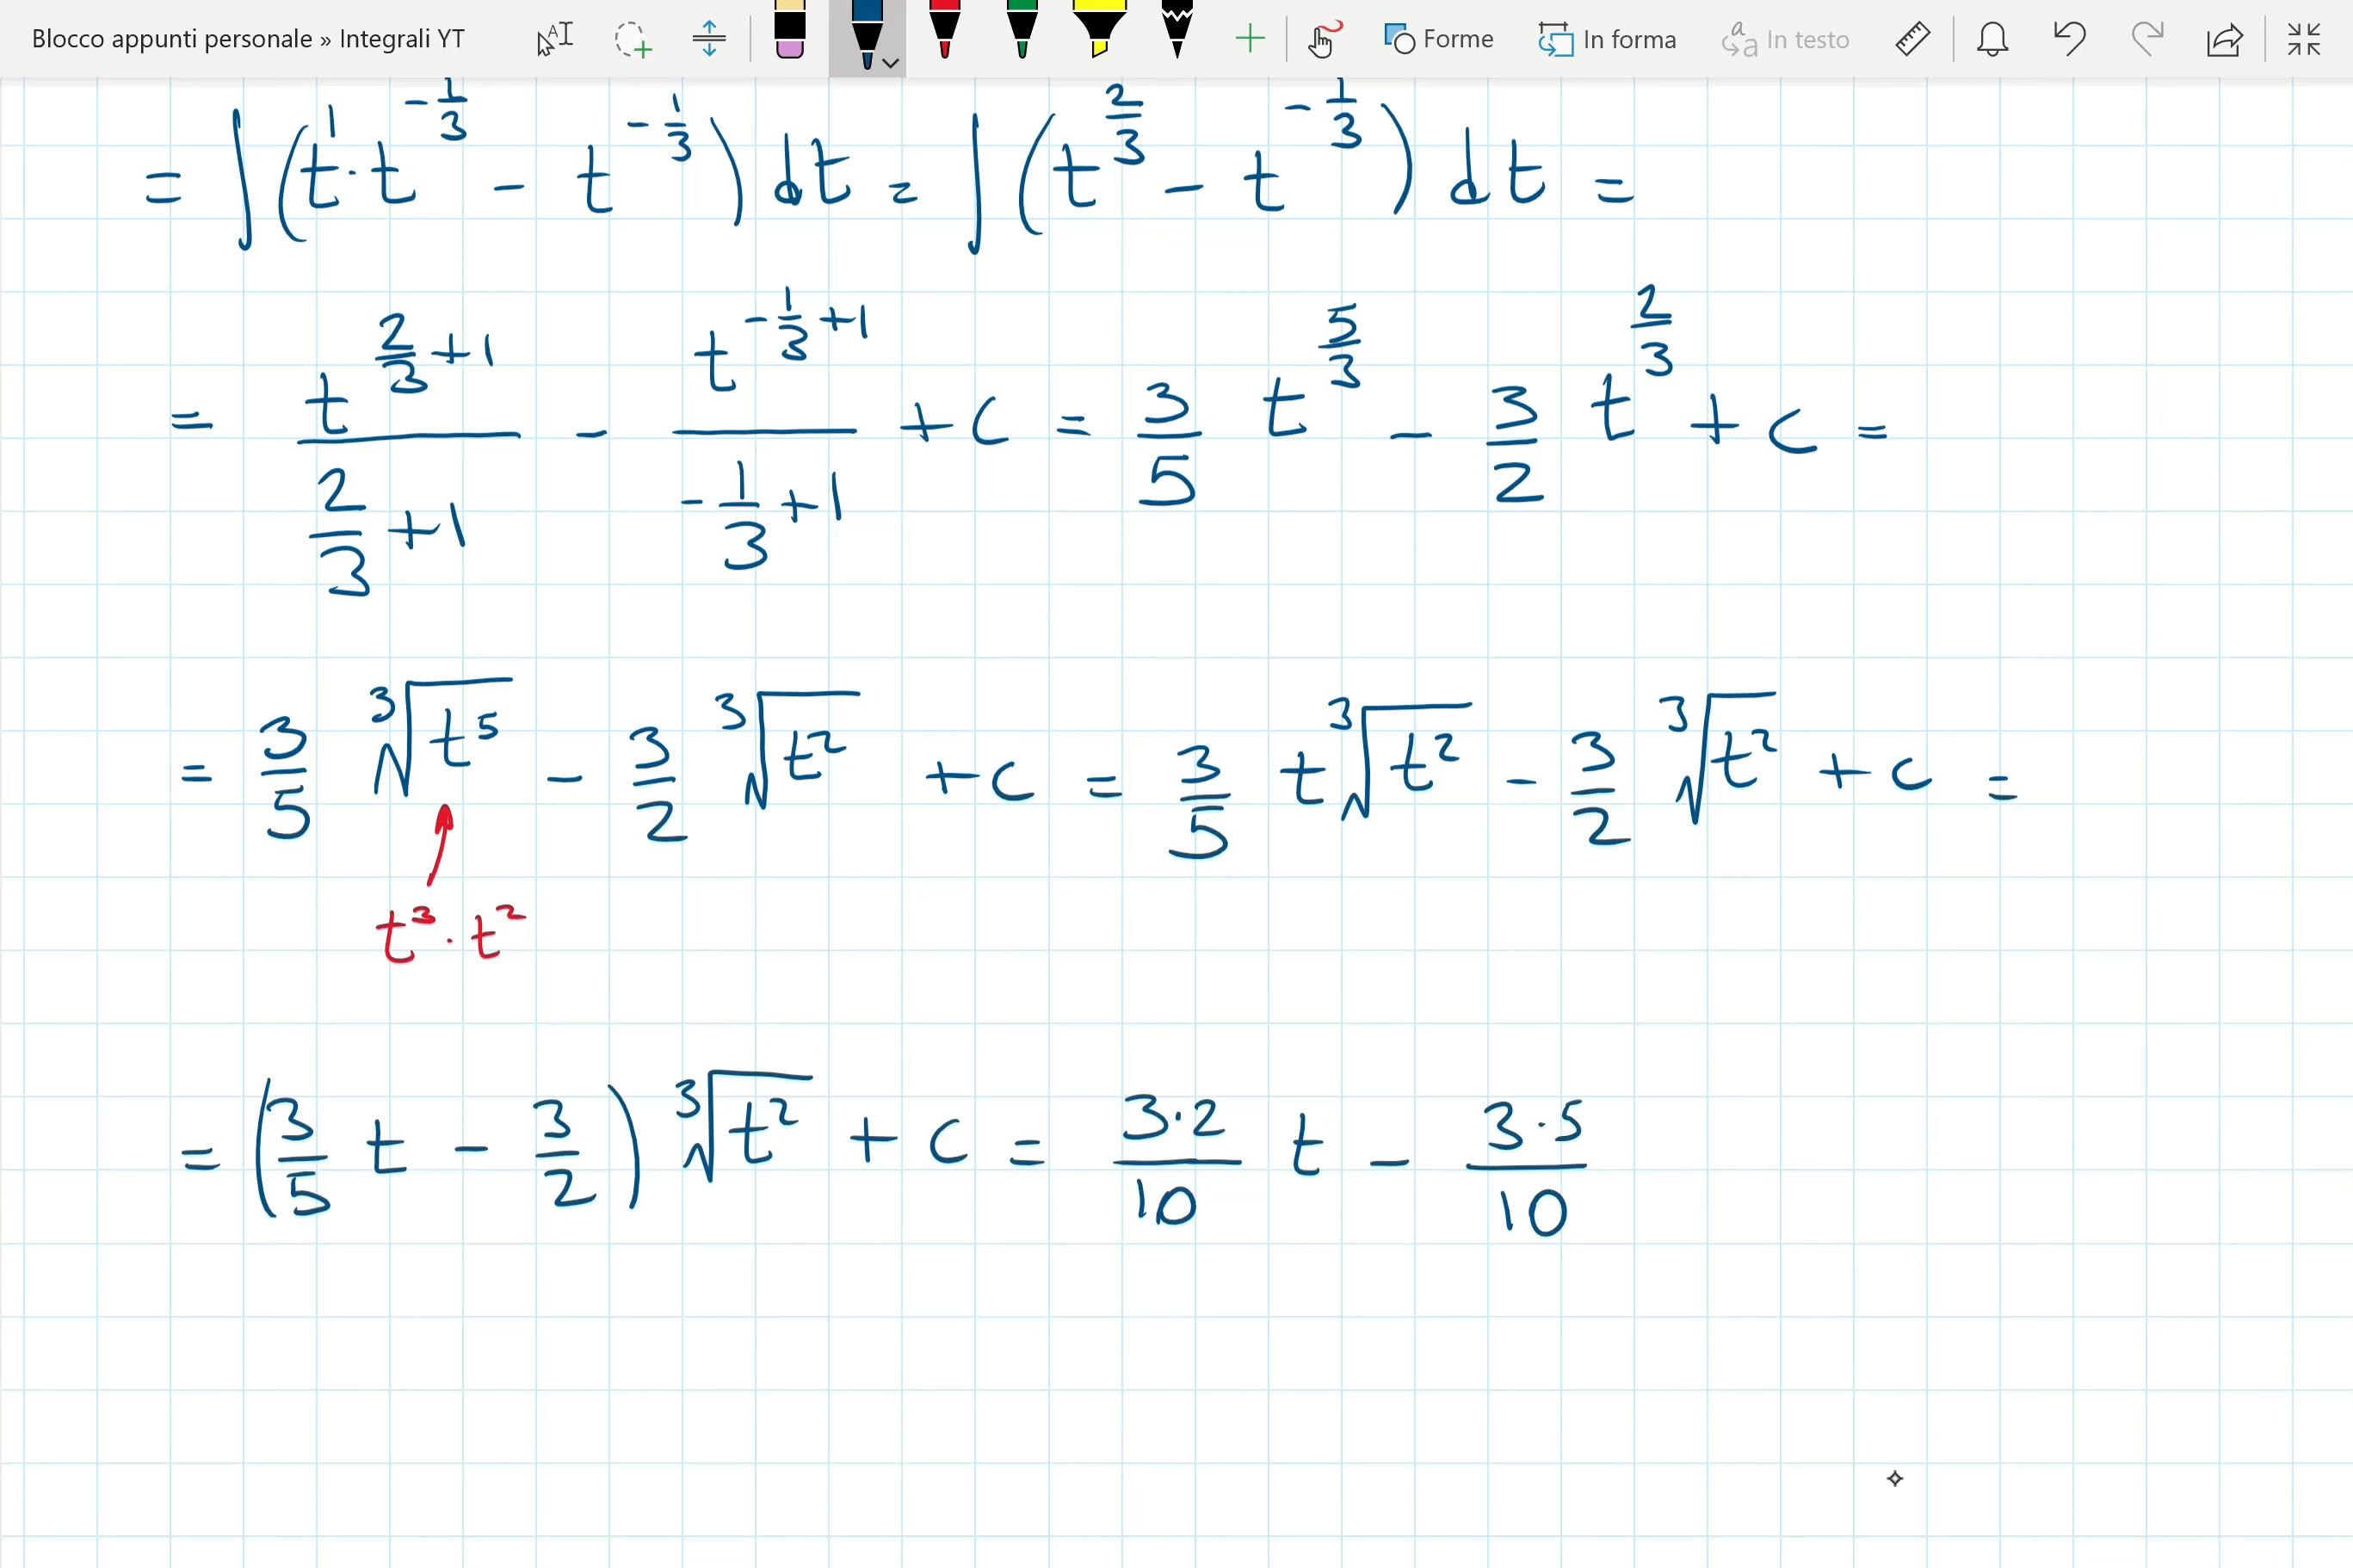 Blocco appunti personale » Integrali YT Forme In forma In testo
= ∫(t¹·t^(-1/3) - t^(-1/3)) dt = ∫(t^(2/3) - t^(-1/3)) dt =
= t^(2/3+1)/(2/3+1) - t^(-1/3+1)/(-1/3+1) + c = 3/5 t^(5/3) - 3/2 t^(2/3) + c =
= 3/5 ∛(t⁵) - 3/2 ∛(t²) + c = 3/5 t ∛(t²) - 3/2 ∛(t²) + c =
t³·t²
= (3/5 t - 3/2) ∛(t²) + c = 3·2/10 t - 3·5/10